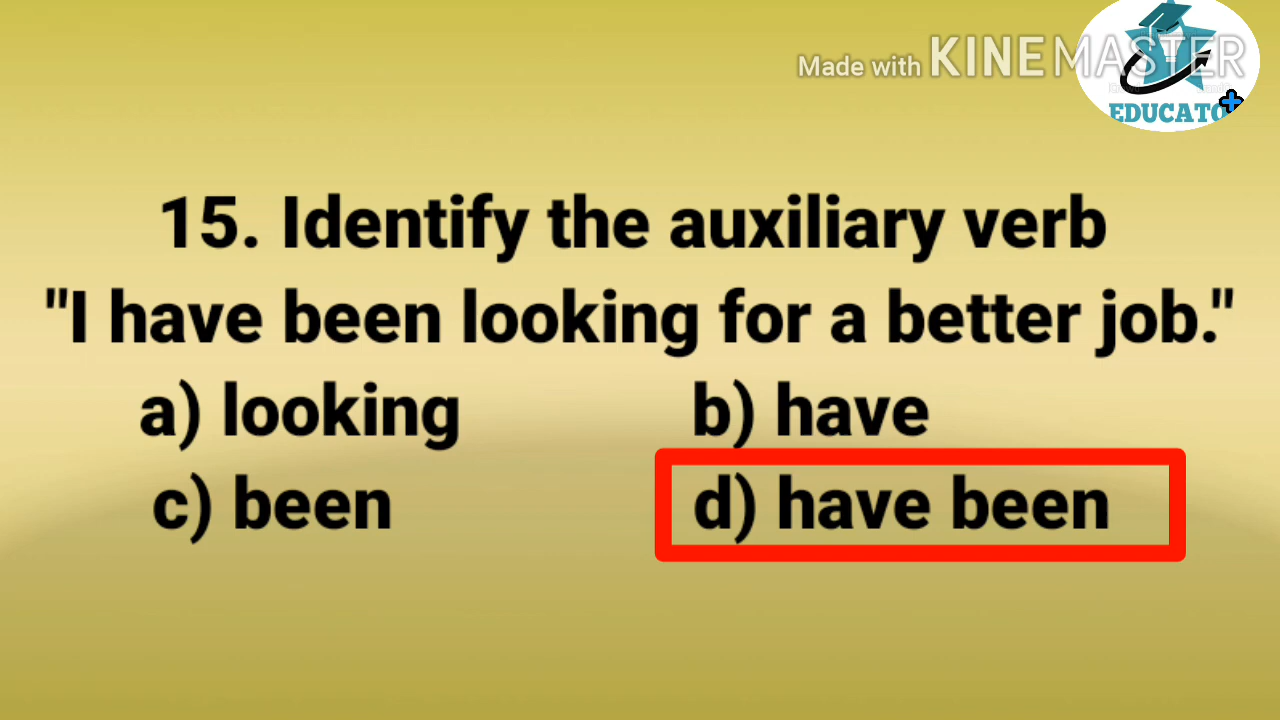 Made with KINEMASTER
EDUCATO
15. Identify the auxiliary verb
"I have been looking for a better job."
a) looking b) have
c) been d) have been